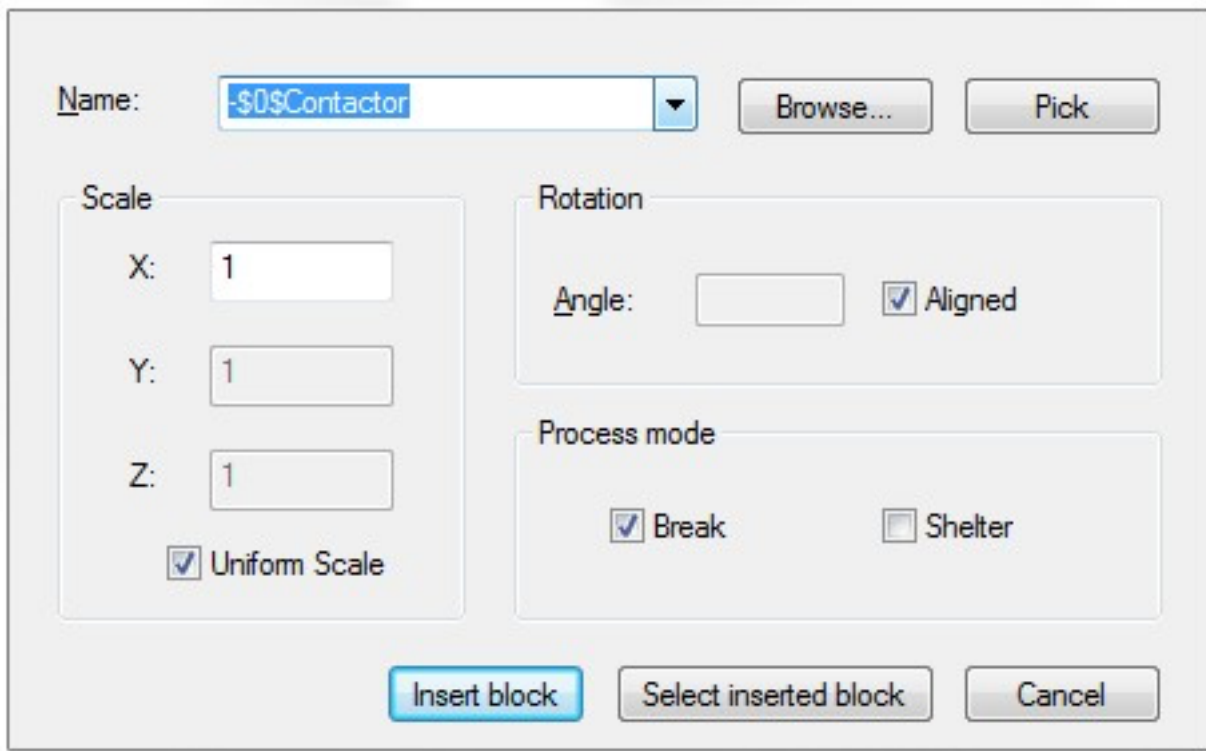 Name: -$0$Contactor Browse... Pick
Scale
X: 1
Y: 1
Z: 1
Uniform Scale
Rotation
Angle: Aligned
Process mode
Break Shelter
Insert block Select inserted block Cancel